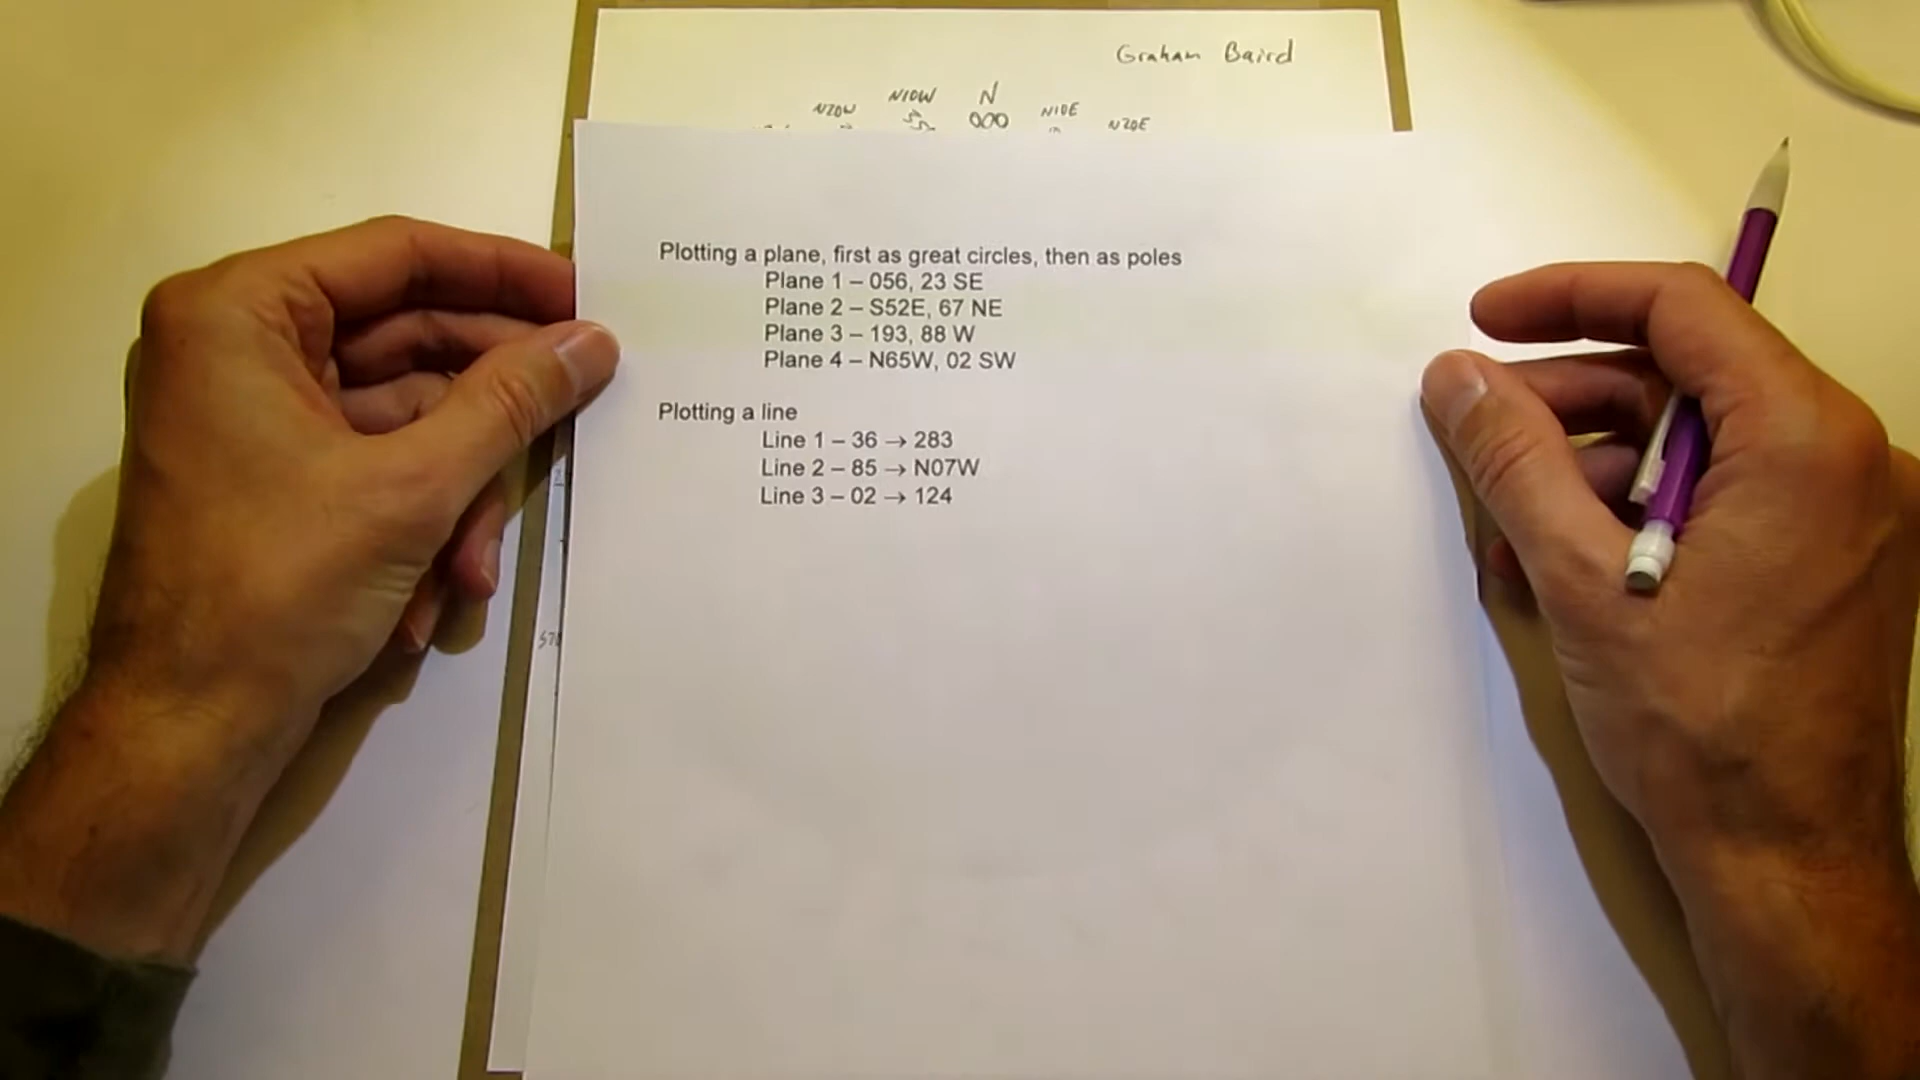 Graham Baird
N20W N10W N N10E N20E
000
Plotting a plane, first as great circles, then as poles
Plane 1 – 056, 23 SE
Plane 2 – S52E, 67 NE
Plane 3 – 193, 88 W
Plane 4 – N65W, 02 SW
Plotting a line
Line 1 – 36 → 283
Line 2 – 85 → N07W
Line 3 – 02 → 124